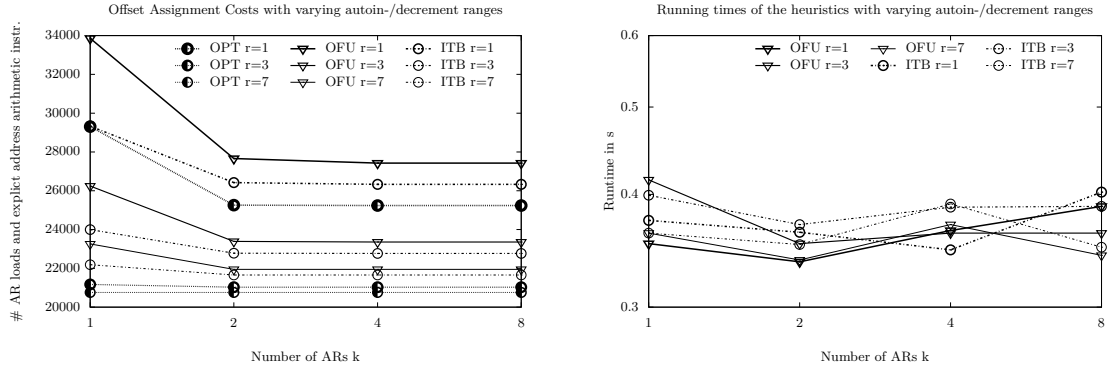 Offset Assignment Costs with varying autoin-/decrement ranges
# AR loads and explict address arithmetic instr.
34000
32000
30000
28000
26000
24000
22000
20000
OPT r=1
OPT r=3
OPT r=7
OFU r=1
OFU r=3
OFU r=7
ITB r=1
ITB r=3
ITB r=7
1 2 4 8
Number of ARs k
Running times of the heuristics with varying autoin-/decrement ranges
Runtime in s
0.6
0.5
0.4
0.3
OFU r=1
OFU r=3
OFU r=7
ITB r=1
ITB r=3
ITB r=7
1 2 4 8
Number of ARs k